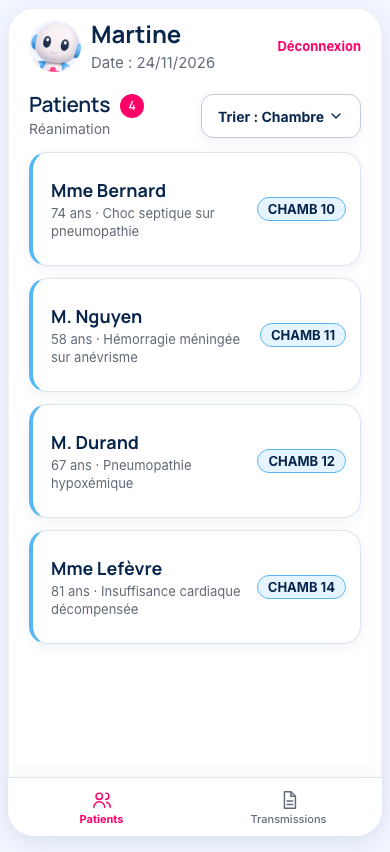 Martine
Date : 24/11/2026
Déconnexion
Patients 4
Réanimation
Trier : Chambre
Mme Bernard
74 ans · Choc septique sur
pneumopathie
CHAMB 10
M. Nguyen
58 ans · Hémorragie méningée
sur anévrisme
CHAMB 11
M. Durand
67 ans · Pneumopathie
hypoxémique
CHAMB 12
Mme Lefèvre
81 ans · Insuffisance cardiaque
décompensée
CHAMB 14
Patients
Transmissions